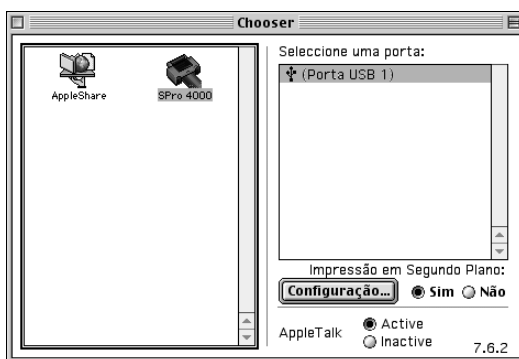 Chooser
AppleShare
SPro 4000
Seleccione uma porta:
(Porta USB 1)
Impressão em Segundo Plano:
Configuração... Sim Não
AppleTalk
Active
Inactive
7.6.2